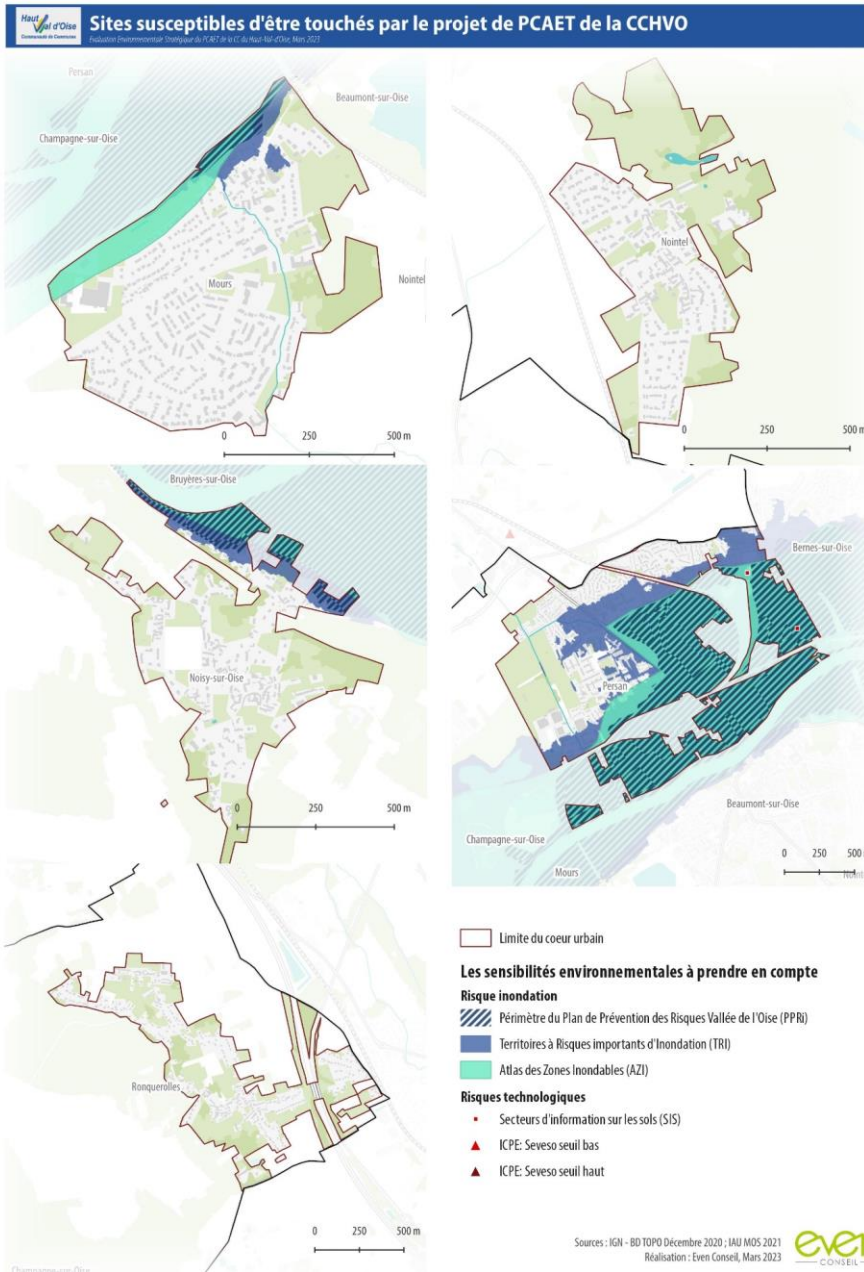 Haut
Val d'Oise
Communauté de Communes
Sites susceptibles d'être touchés par le projet de PCAET de la CCHVO
Evaluation Environnementale Stratégique du PCAET de la CC du Haut-Val-d'Oise, Mars 2023
Persan
Beaumont-sur-Oise
Champagne-sur-Oise
Mours
Nointel
0 250 500 m
Nointel
0 250 500 m
Bruyères-sur-Oise
Noisy-sur-Oise
0 250 500 m
Bernes-sur-Oise
Persan
Beaumont-sur-Oise
Champagne-sur-Oise
Mours
0 250 500 m
Ronquerolles
0 250 500 m
Champagne-sur-Oise
Limite du coeur urbain
Les sensibilités environnementales à prendre en compte
Risque inondation
Périmètre du Plan de Prévention des Risques Vallée de l'Oise (PPRi)
Territoires à Risques importants d'Inondation (TRI)
Atlas des Zones Inondables (AZI)
Risques technologiques
Secteurs d'information sur les sols (SIS)
ICPE: Seveso seuil bas
ICPE: Seveso seuil haut
Sources : IGN - BD TOPO Décembre 2020 ; IAU MOS 2021
Réalisation : Even Conseil, Mars 2023
even
CONSEIL